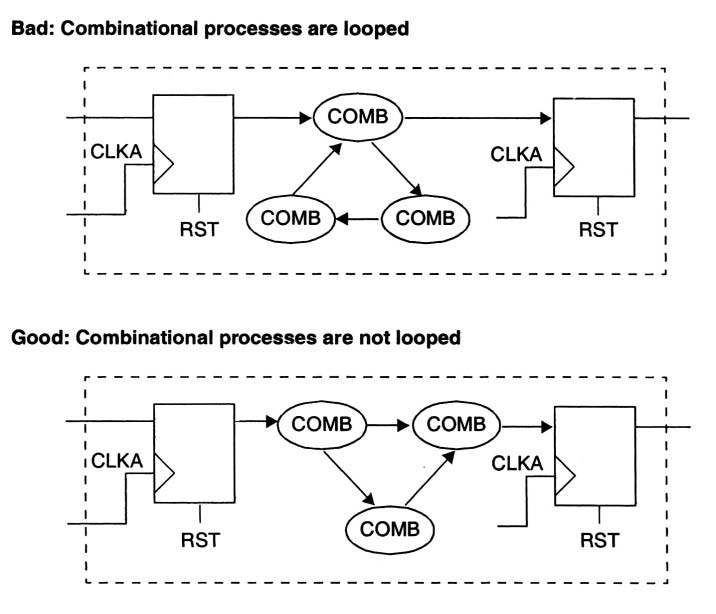 Bad: Combinational processes are looped
COMB
CLKA
CLKA
COMB
COMB
RST
RST
Good: Combinational processes are not looped
COMB
COMB
CLKA
CLKA
COMB
RST
RST